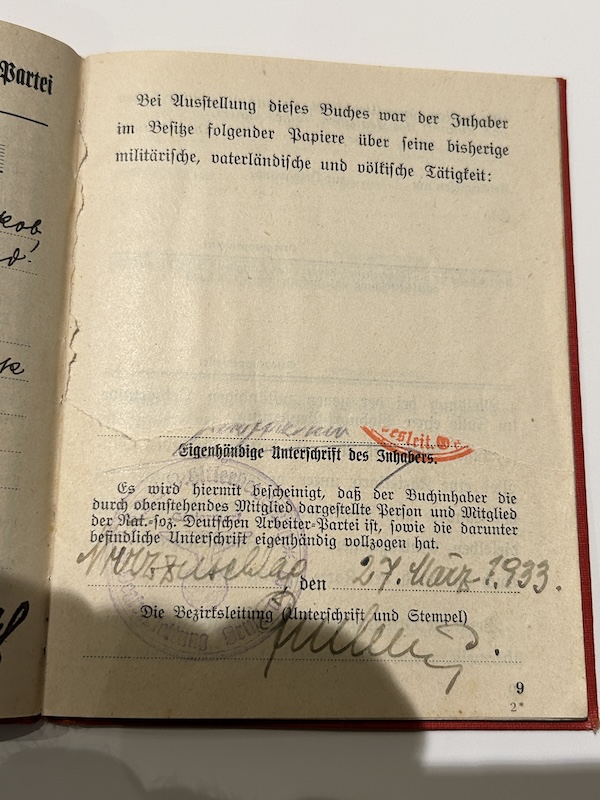 Partei
Bei Ausstellung dieses Buches war der Inhaber
im Besitze folgender Papiere über seine bisherige
militärische, vaterländische und völkische Tätigkeit:
Eigenhändige Unterschrift des Inhabers.
Es wird hiermit bescheinigt, daß der Buchinhaber die
durch obenstehendes Mitglied dargestellte Person und Mitglied
der Nat.-soz. Deutschen Arbeiter-Partei ist, sowie die darunter
befindliche Unterschrift eigenhändig vollzogen hat.
Mürzzuschlag, den 27. März 1933.
Die Bezirksleitung (Unterschrift und Stempel)
9
2*